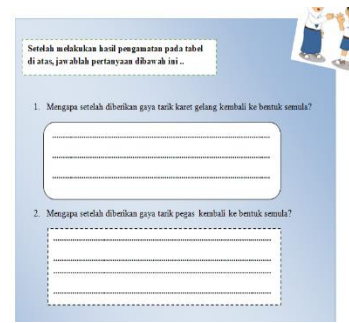 Setelah melakukan hasil pengamatan pada tabel
di atas, jawablah pertanyaan dibawah ini ..
1. Mengapa setelah diberikan gaya tarik karet gelang kembali ke bentuk semula?
2. Mengapa setelah diberikan gaya tarik pegas kembali ke bentuk semula?